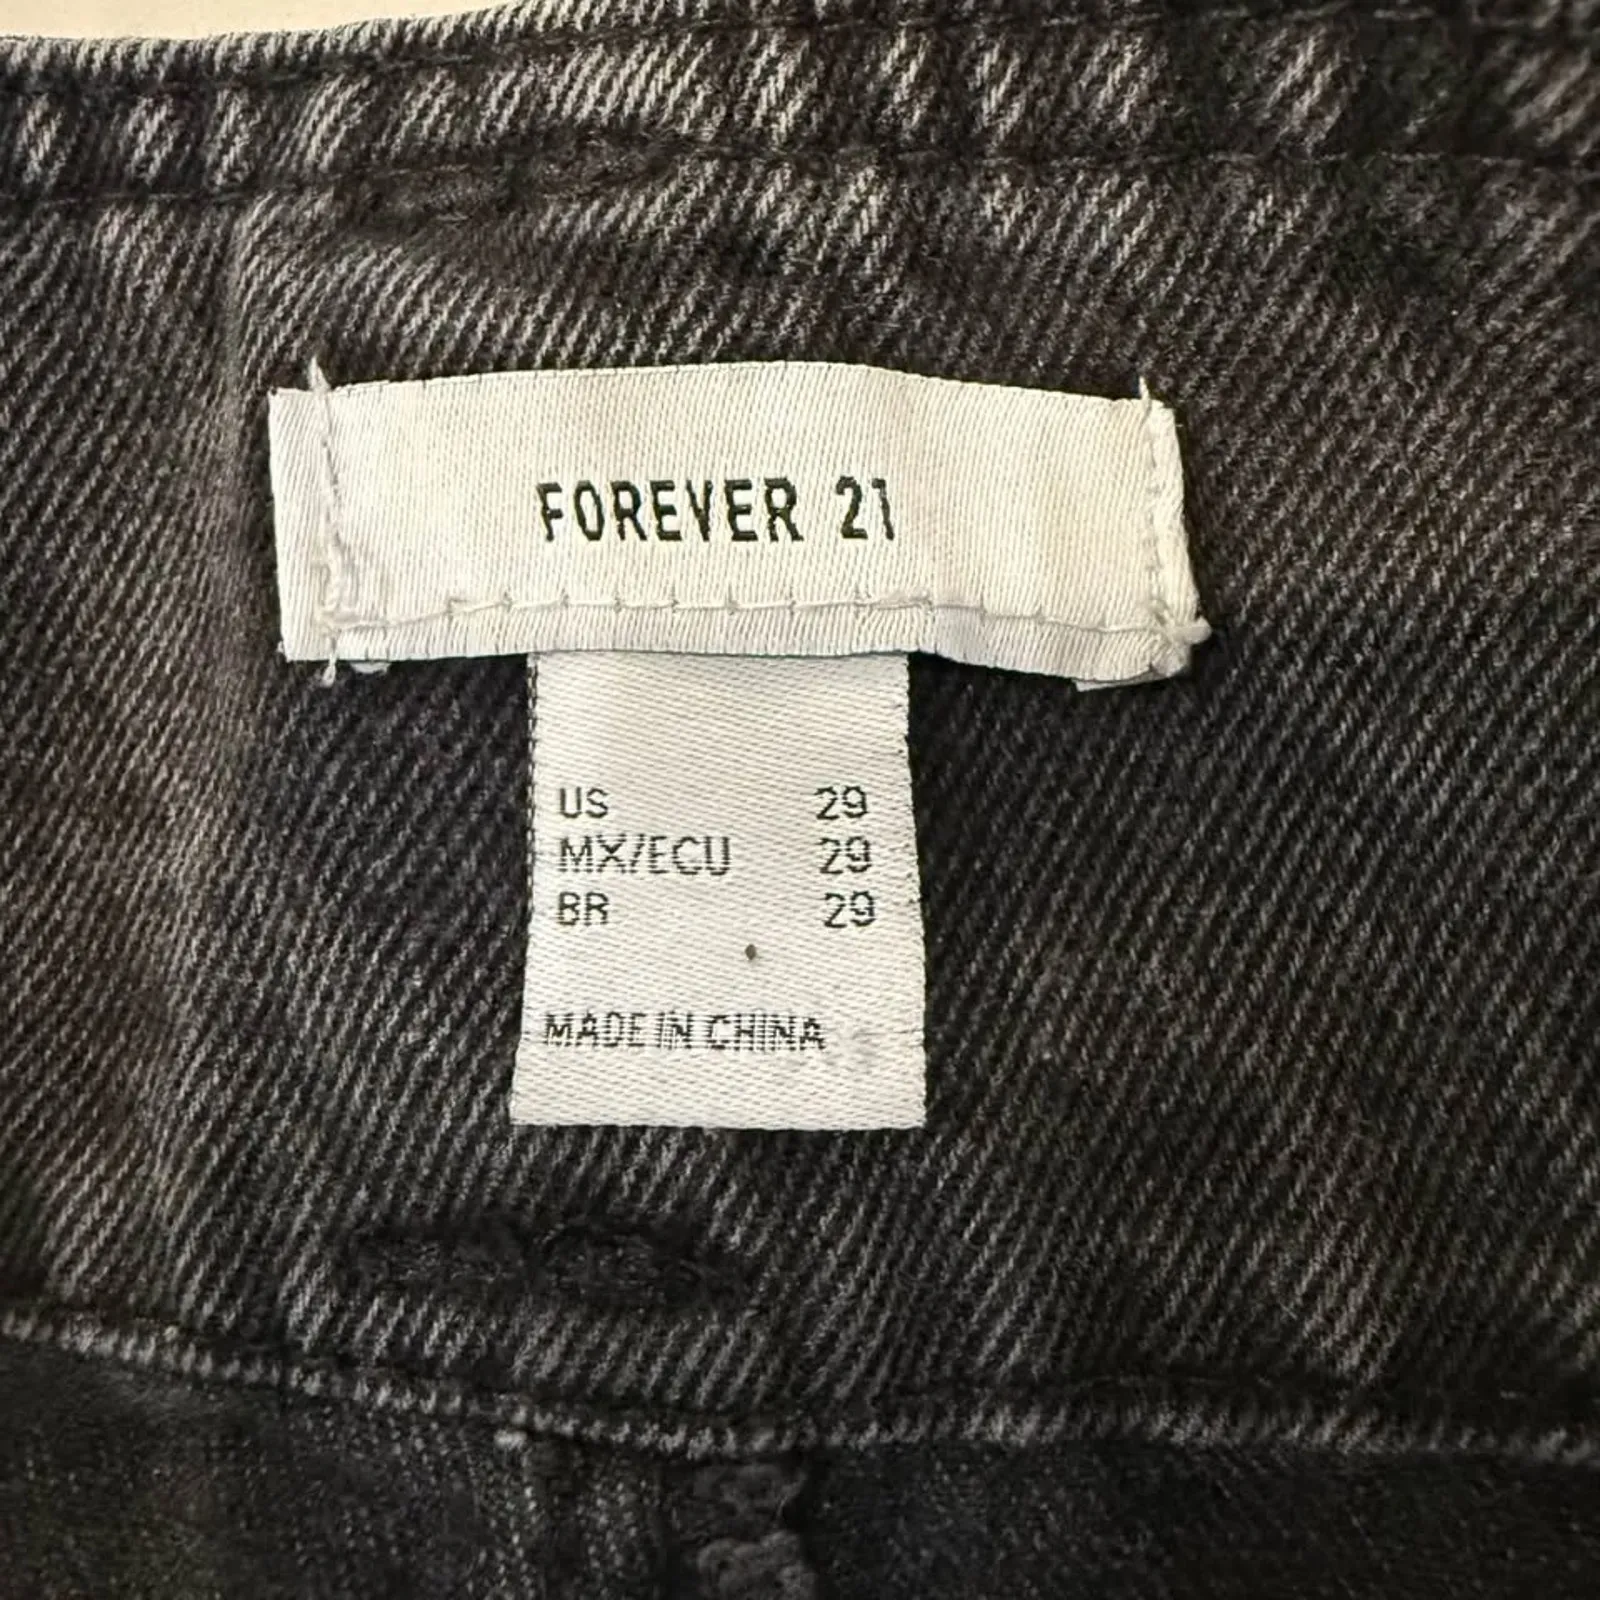 FOREVER 21
US 29
MX/ECU 29
BR 29
MADE IN CHINA